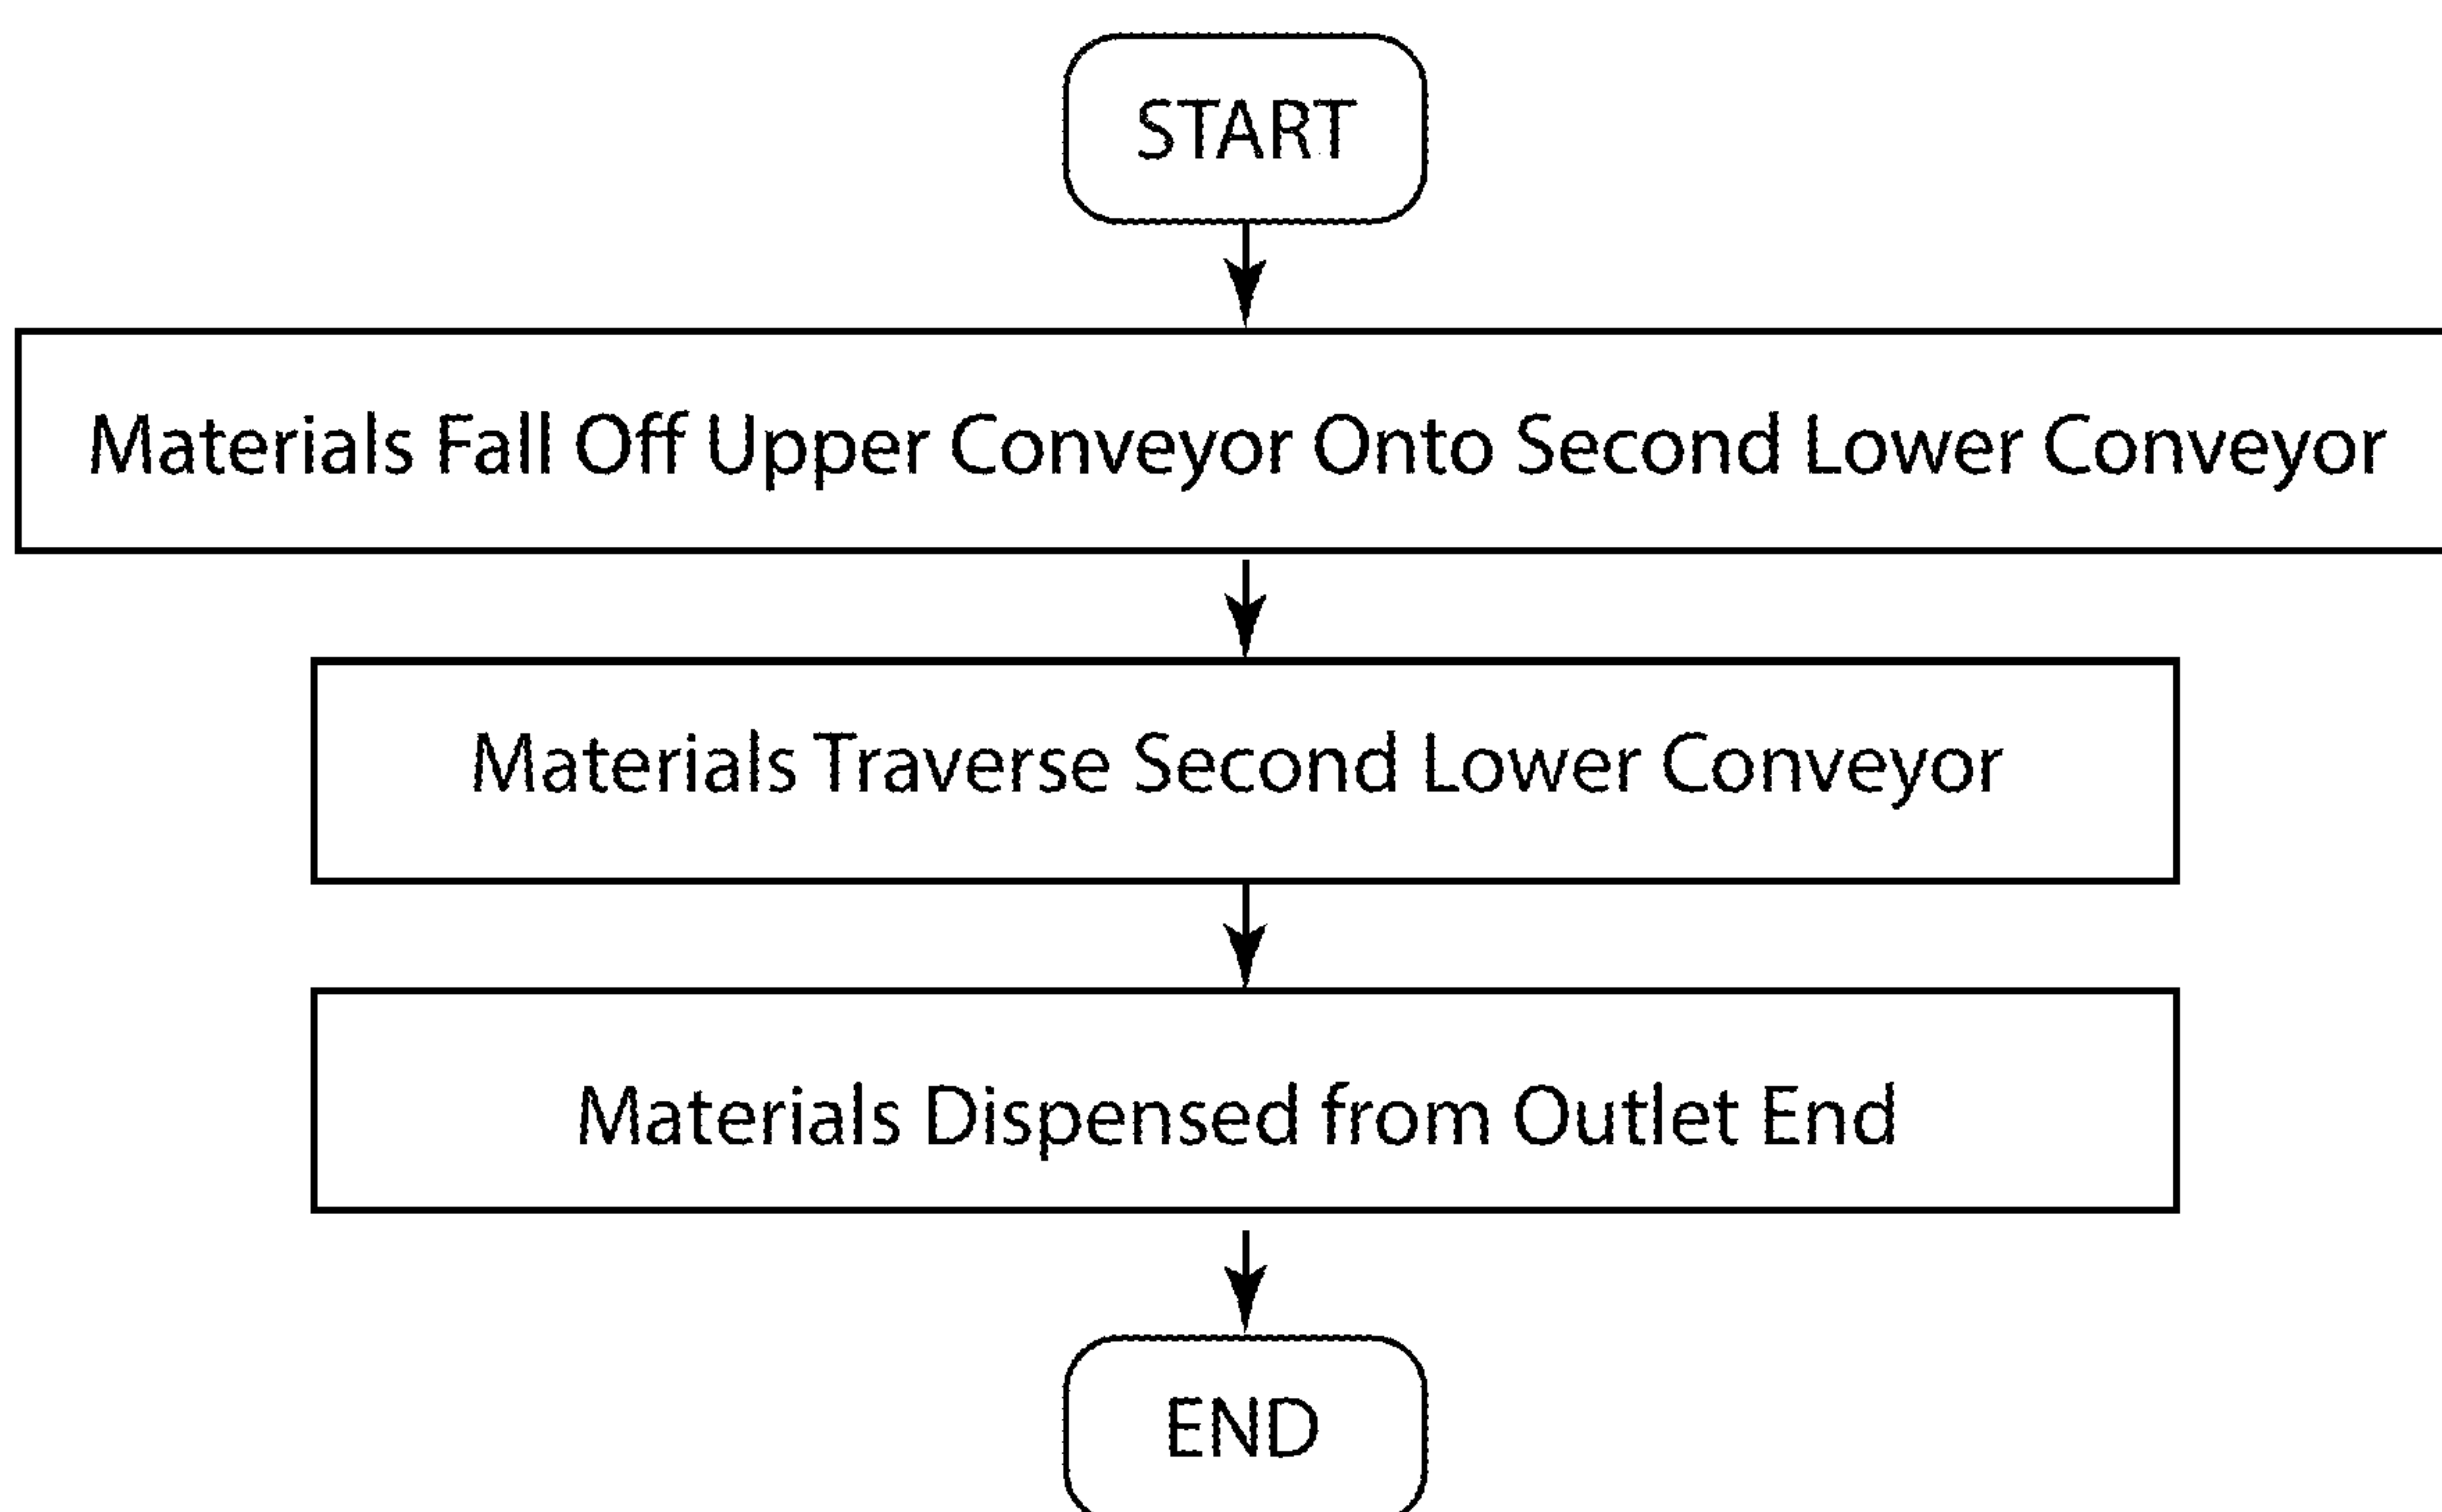 START
Materials Fall Off Upper Conveyor Onto Second Lower Conveyor
Materials Traverse Second Lower Conveyor
Materials Dispensed from Outlet End
END